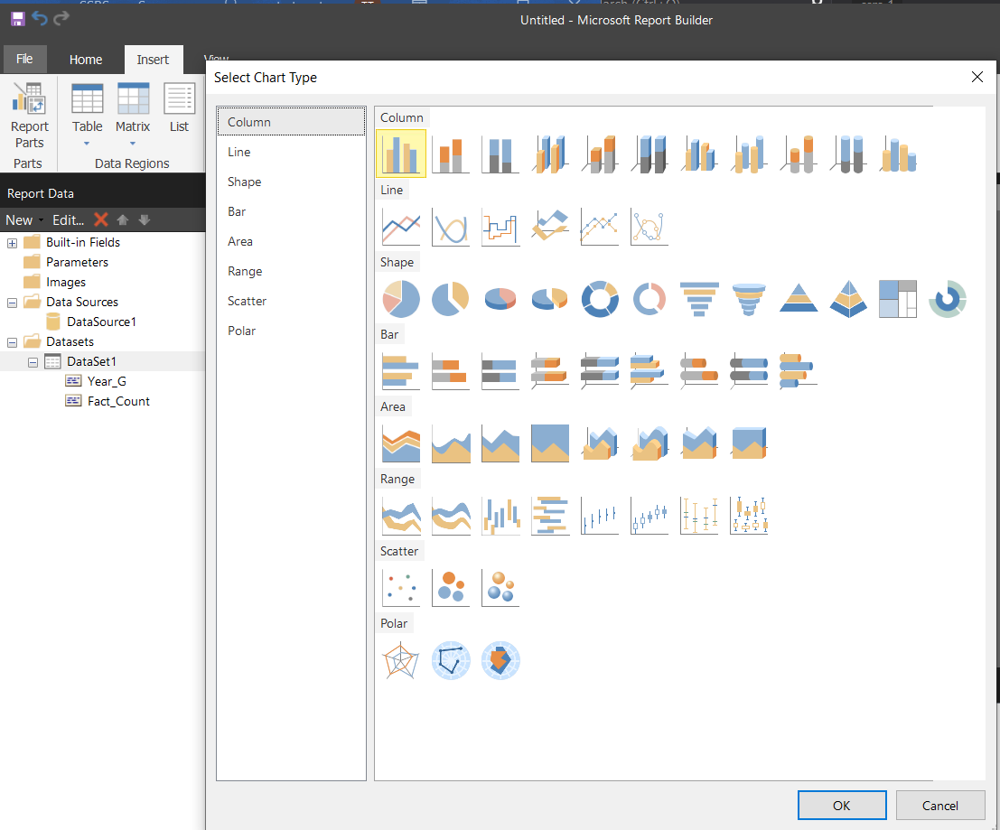 Untitled - Microsoft Report Builder
File
Home
Insert
View
Report Parts
Table
Matrix
List
Parts
Data Regions
Report Data
New
Edit...
Built-in Fields
Parameters
Images
Data Sources
DataSource1
Datasets
DataSet1
Year_G
Fact_Count
Select Chart Type
Column
Line
Shape
Bar
Area
Range
Scatter
Polar
Column
Line
Shape
Bar
Area
Range
Scatter
Polar
OK
Cancel